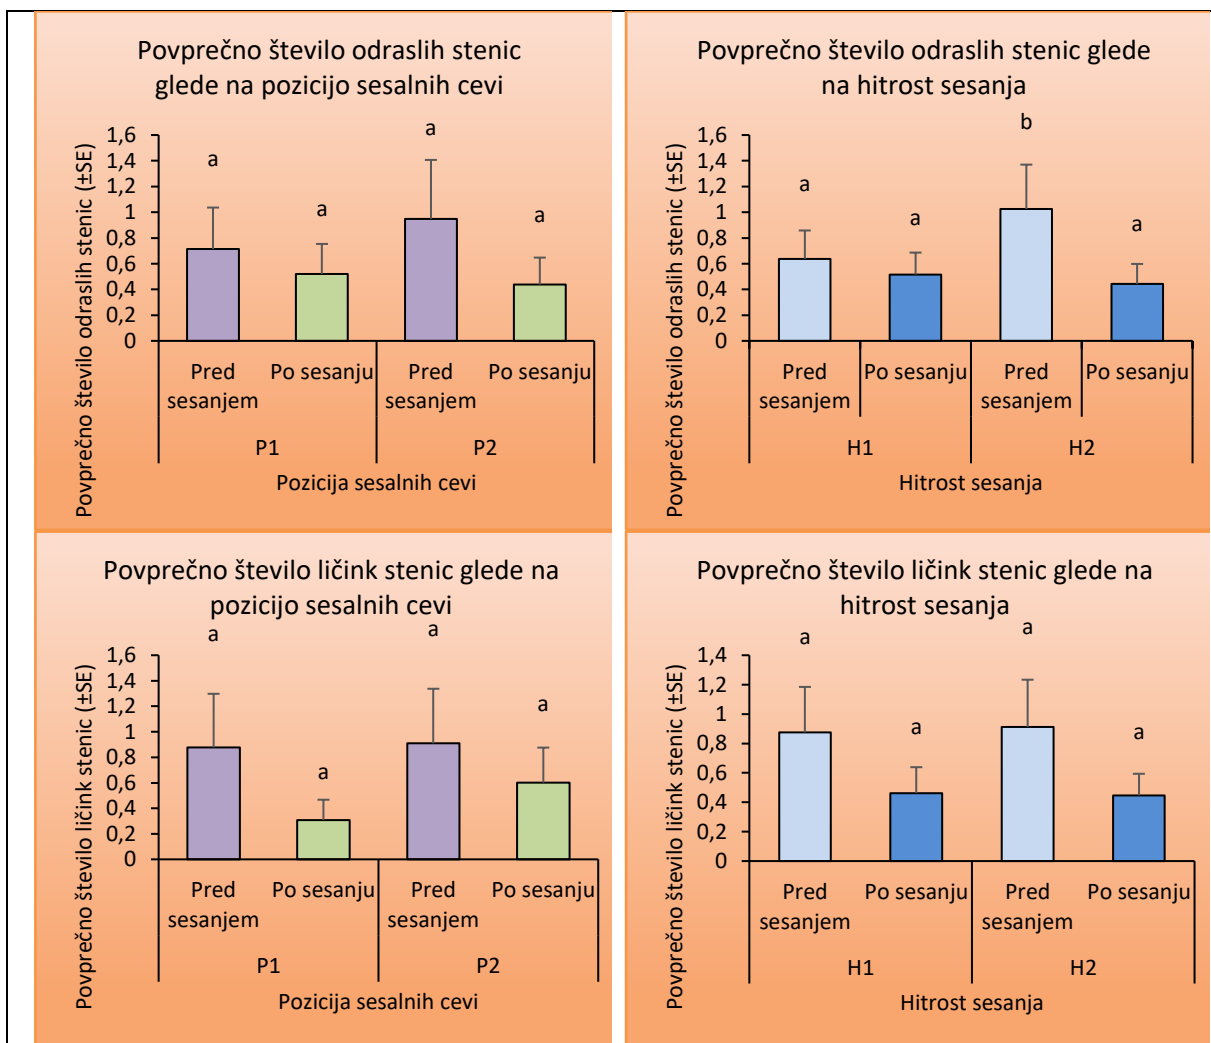 Povprečno število odraslih stenic
glede na pozicijo sesalnih cevi
Povprečno število odraslih stenic (±SE)
1,6
1,4
1,2
1
0,8
0,6
0,4
0,2
0
a
a
a
a
Pred
sesanjem
Po sesanju
Pred
sesanjem
Po sesanju
P1
P2
Pozicija sesalnih cevi
Povprečno število odraslih stenic glede
na hitrost sesanja
Povprečno število odraslih stenic (±SE)
1,6
1,4
1,2
1
0,8
0,6
0,4
0,2
0
a
a
b
a
Pred
sesanjem
Po sesanju
Pred
sesanjem
Po sesanju
H1
H2
Hitrost sesanja
Povprečno število ličink stenic glede na
pozicijo sesalnih cevi
Povprečno število ličink stenic (±SE)
1,6
1,4
1,2
1
0,8
0,6
0,4
0,2
0
a
a
a
a
Pred
sesanjem
Po sesanju
Pred
sesanjem
Po sesanju
P1
P2
Pozicija sesalnih cevi
Povprečno število ličink stenic glede na
hitrost sesanja
Povprečno število ličink stenic (±SE)
1,4
1,2
1
0,8
0,6
0,4
0,2
0
a
a
a
a
Pred
sesanjem
Po sesanju
Pred
sesanjem
Po sesanju
H1
H2
Hitrost sesanja